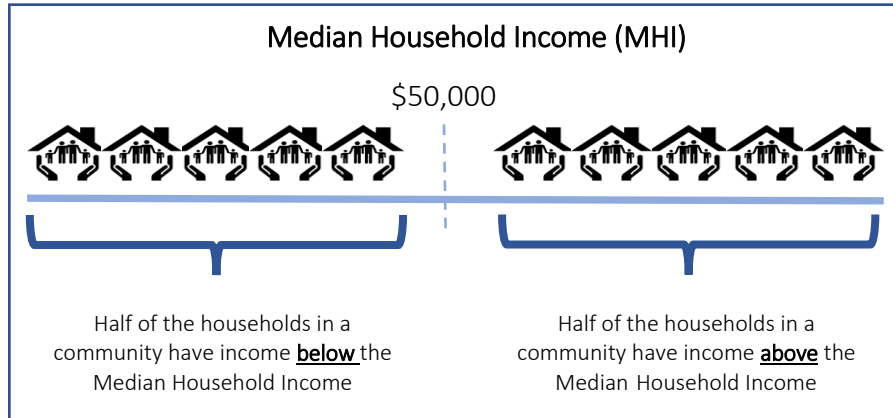 Median Household Income (MHI)
$50,000
Half of the households in a
community have income below the
Median Household Income
Half of the households in a
community have income above the
Median Household Income